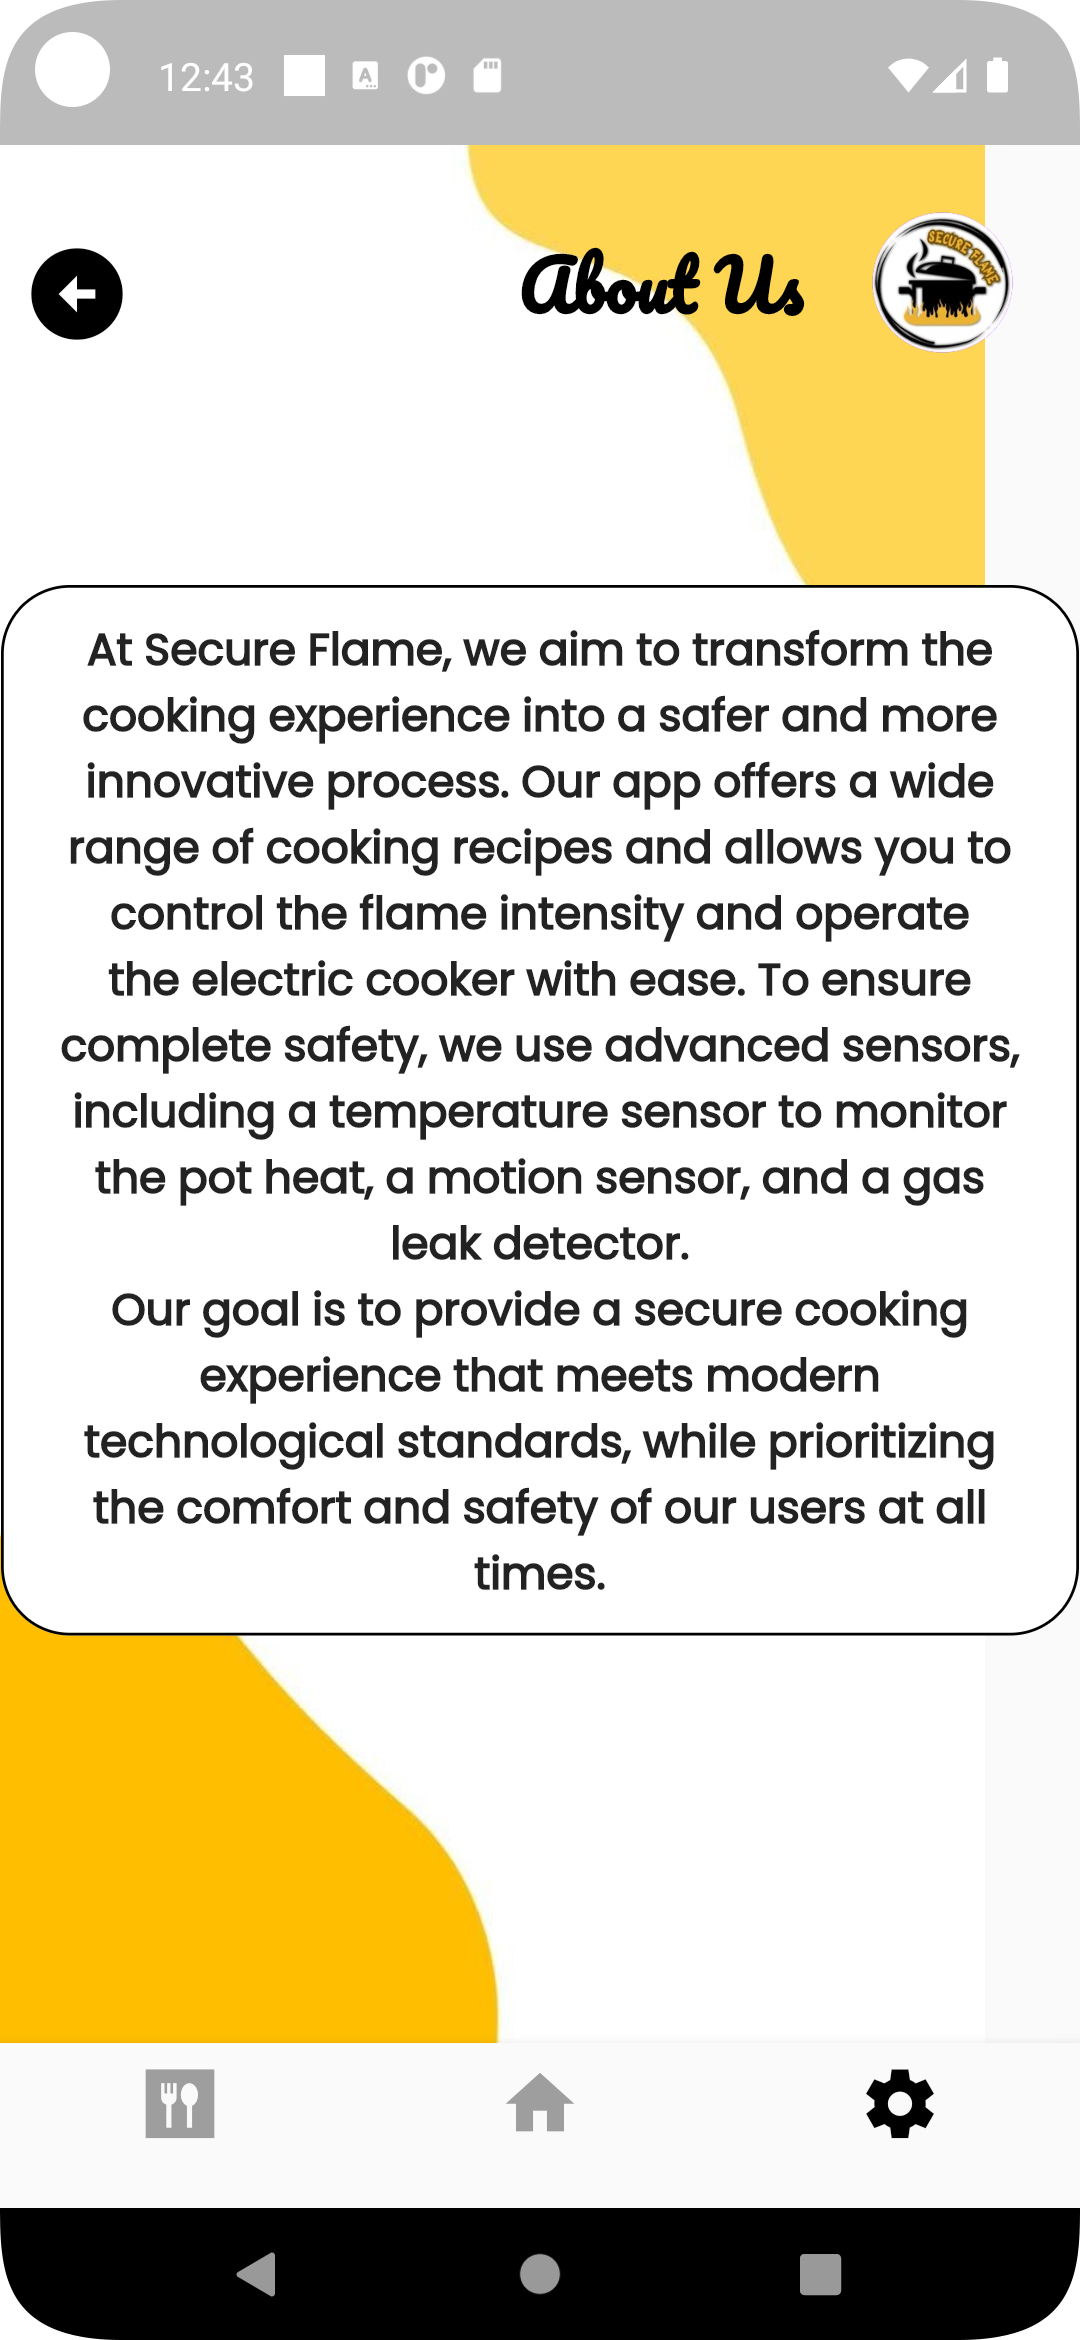 12:43
About Us
SECURE FLAME
At Secure Flame, we aim to transform the
cooking experience into a safer and more
innovative process. Our app offers a wide
range of cooking recipes and allows you to
control the flame intensity and operate
the electric cooker with ease. To ensure
complete safety, we use advanced sensors,
including a temperature sensor to monitor
the pot heat, a motion sensor, and a gas
leak detector.
Our goal is to provide a secure cooking
experience that meets modern
technological standards, while prioritizing
the comfort and safety of our users at all
times.